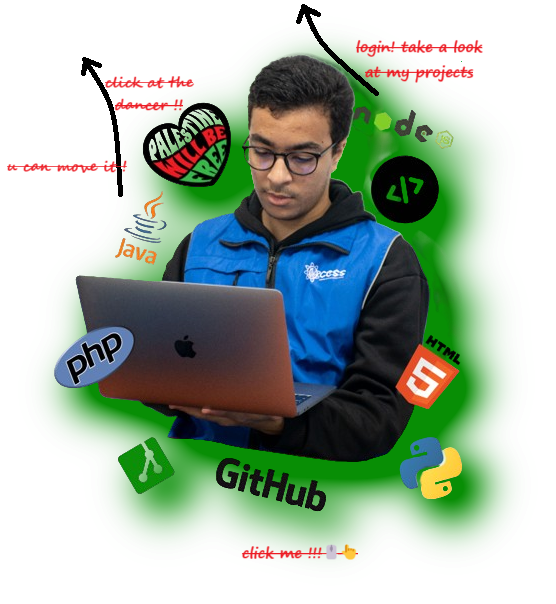 login! take a look
at my projects
click at the
dancer !!
u can move it !
node
PALESTINE
WILL BE
FREE
</>
Java
access
php
HTML
5
GitHub
click me !!!